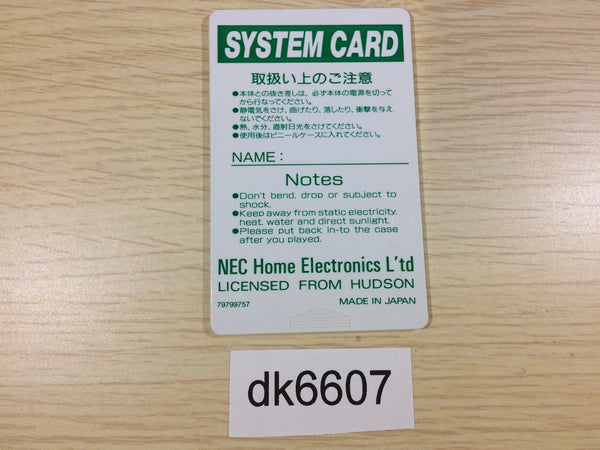 SYSTEM CARD
取扱い上のご注意
●本体との抜き差しは、必ず本体の電源を切って
から行なってください。
●静電気をさけ、曲げたり、落したり、衝撃を与え
ないでください。
●熱、水分、直射日光をさけてください。
●使用後はビニールケースに入れてください。
NAME:
Notes
●Don't bend, drop or subject to
shock.
●Keep away from static electricity,
heat, water and direct sunlight.
●Please put back in-to the case
after you played.
NEC Home Electronics L'td
LICENSED FROM HUDSON
79799757 MADE IN JAPAN
dk6607